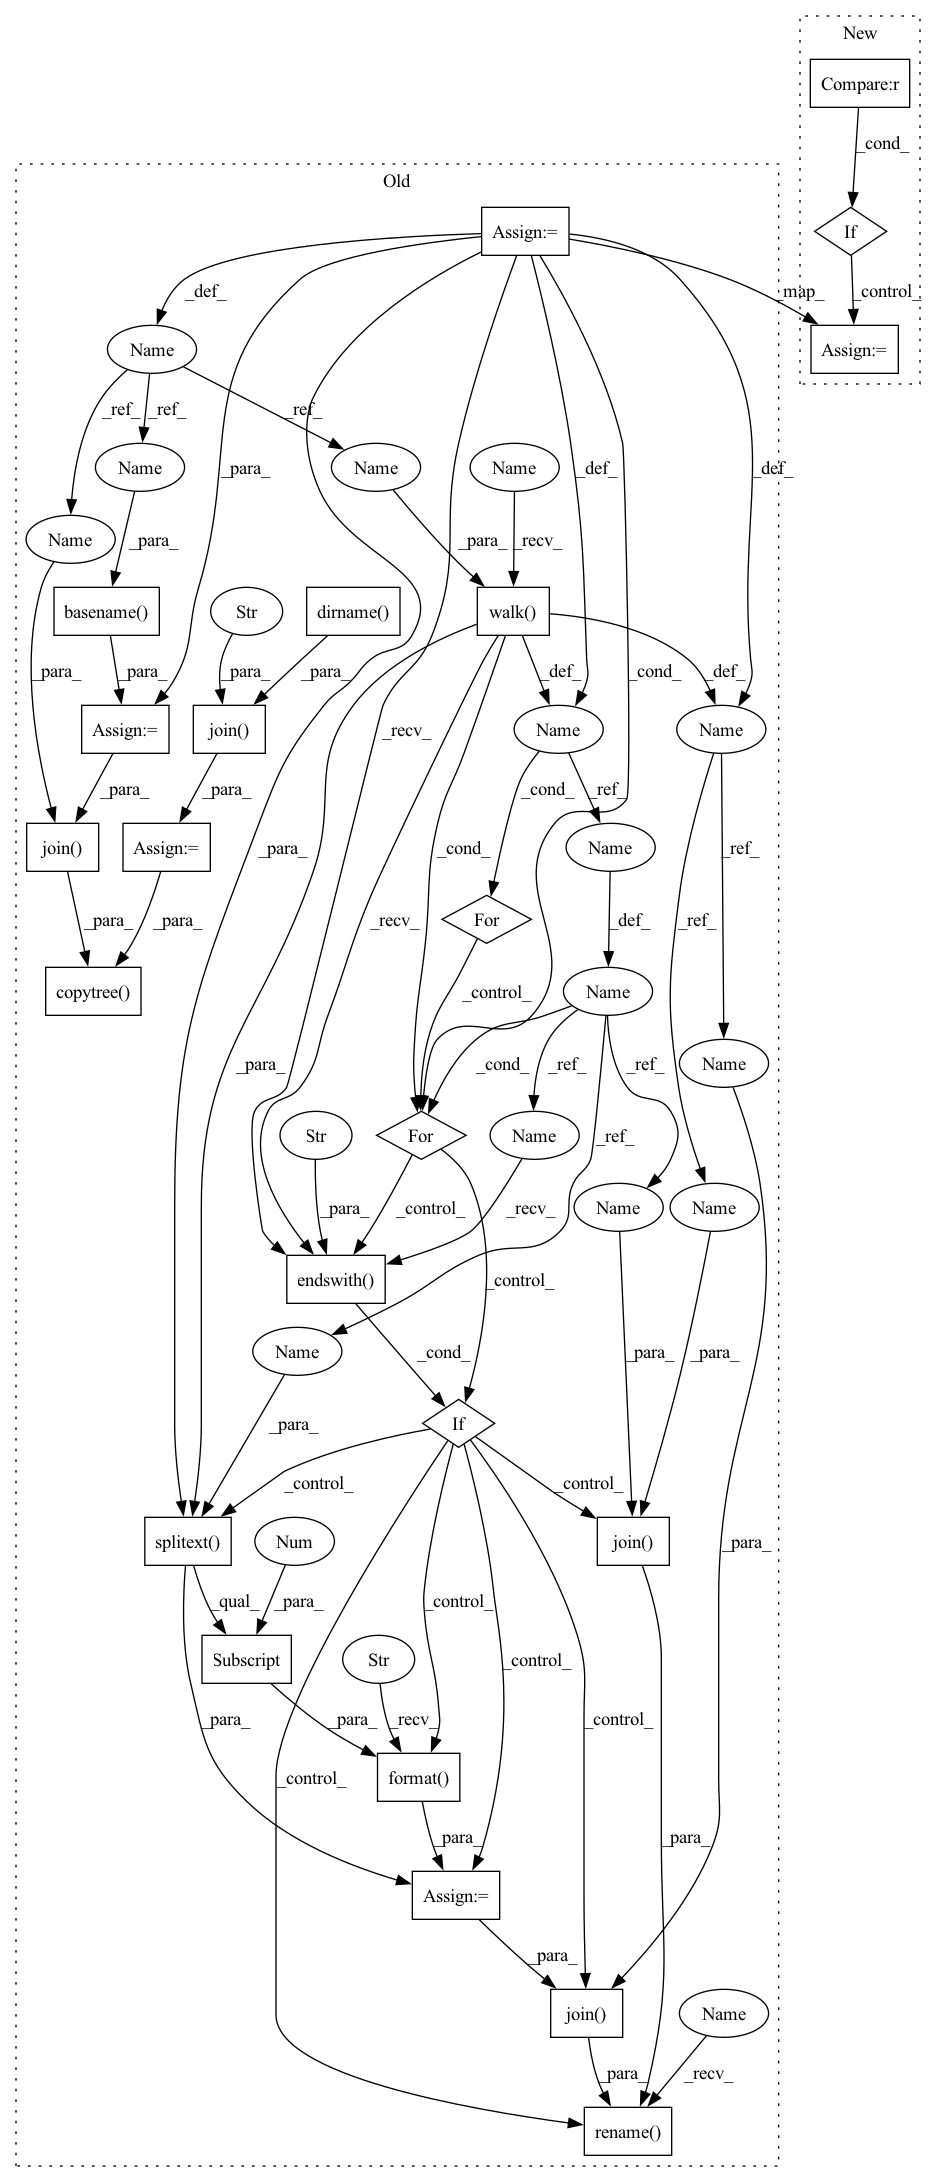 New
Compare:r
_cond_
Old
Assign:=
If
_def_
_map_
_control_
Name
Assign:=
_ref_
_ref_
_ref_
_def_
_def_
_para_
Name
Name
Name
Name
_para_
_para_
_recv_
basename()
Str
dirname()
walk()
_para_
_para_
_para_
_para_
_def_
_cond_
_def_
Assign:=
join()
Name
Name
_recv_
_para_
_para_
_cond_
_ref_
join()
Assign:=
_para_
_cond_
Name
_ref_
_para_
_para_
For
_recv_
_def_
_ref_
copytree()
_control_
Name
_para_
_cond_
_ref_
_ref_
Name
Str
For
Name
_ref_
_para_
_control_
_recv_
Name
Name
endswith()
_control_
Name
_cond_
_para_
_para_
_para_
If
_control_
_control_
splitext()
Num
join()
_para_
_qual_
_para_
_control_
Subscript
Str
_control_
_para_
_para_
_recv_
_control_
_control_
format()
_para_
_para_
Assign:=
_para_
join()
Name
_para_
_recv_
rename()